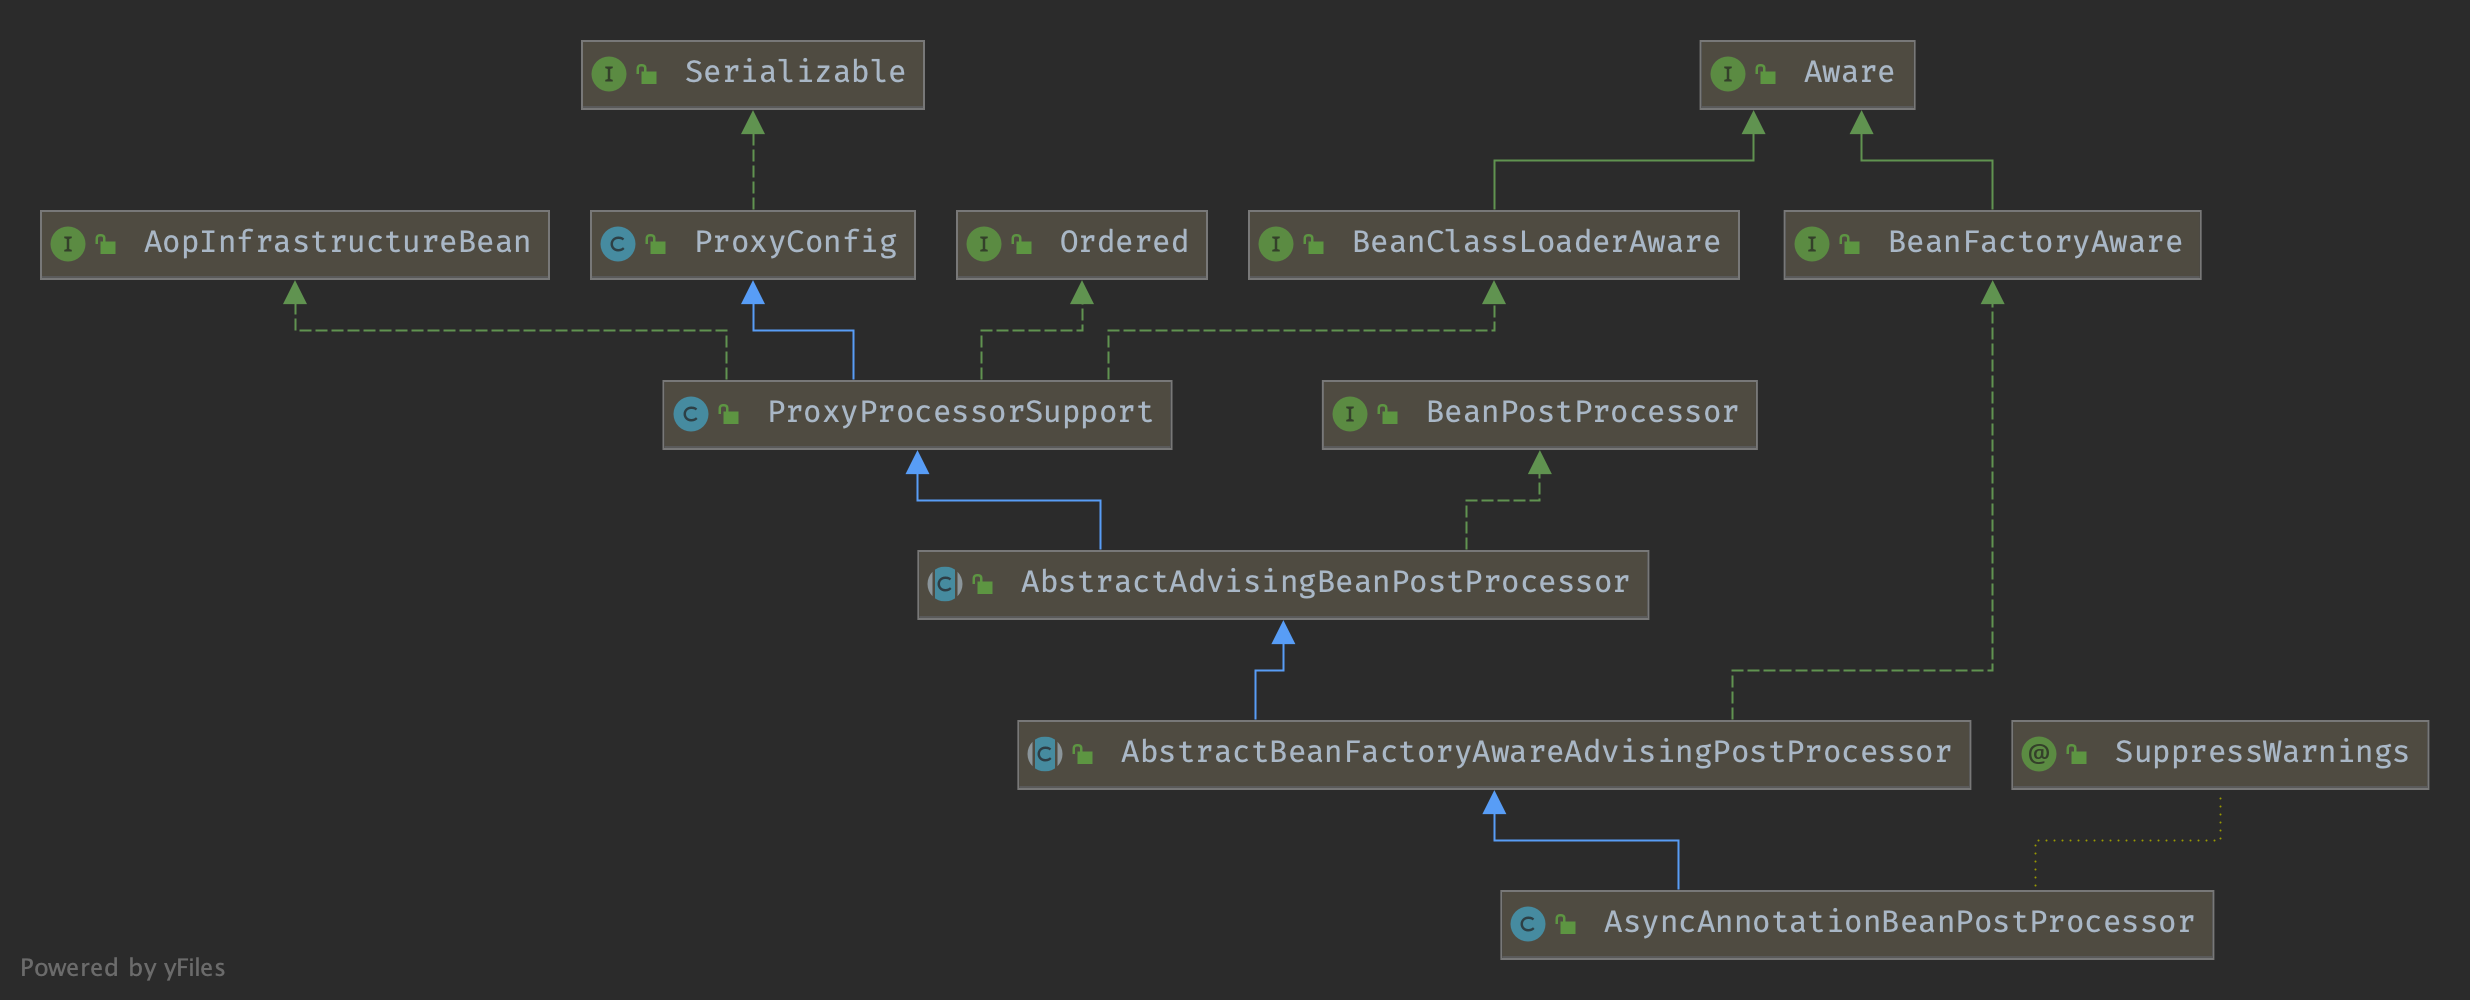 Serializable
Aware
AopInfrastructureBean
ProxyConfig
Ordered
BeanClassLoaderAware
BeanFactoryAware
ProxyProcessorSupport
BeanPostProcessor
AbstractAdvisingBeanPostProcessor
AbstractBeanFactoryAwareAdvisingPostProcessor
SuppressWarnings
AsyncAnnotationBeanPostProcessor
Powered by yFiles